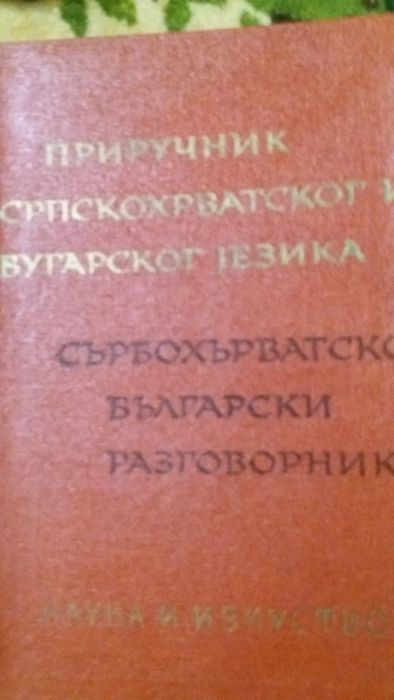 ПРИРУЧНИК
СРПСКОХРВАТСКОГ И
БУГАРСКОГ ЈЕЗИКА
СЪРБОХЪРВАТСКО
БЪЛГАРСКИ
РАЗГОВОРНИК
НАУКА И ИЗКУСТВО